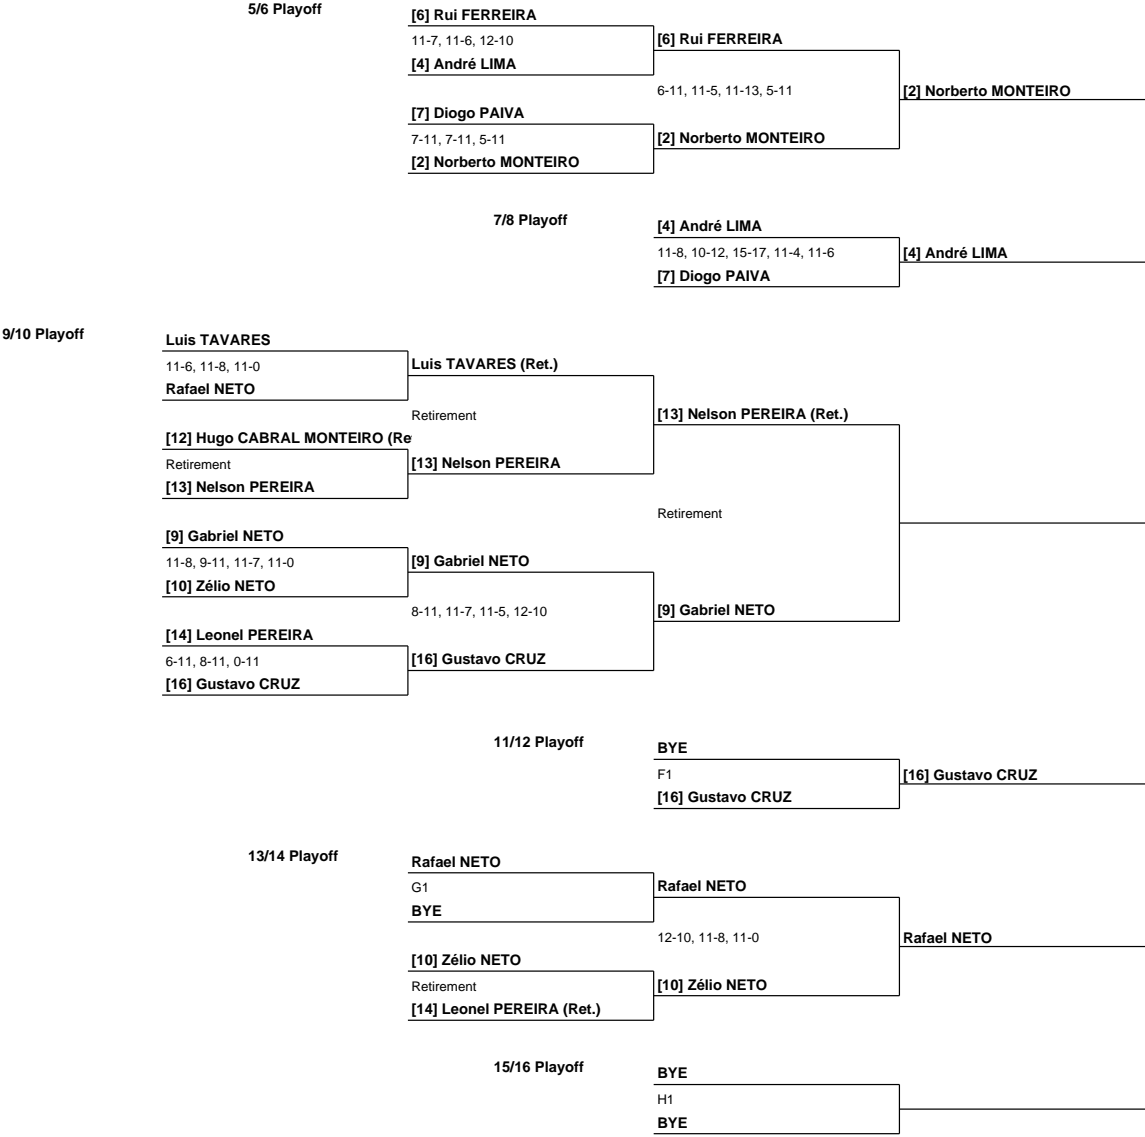 5/6 Playoff
[6] Rui FERREIRA
11-7, 11-6, 12-10
[4] André LIMA
[6] Rui FERREIRA
6-11, 11-5, 11-13, 5-11
[2] Norberto MONTEIRO
[7] Diogo PAIVA
7-11, 7-11, 5-11
[2] Norberto MONTEIRO
[2] Norberto MONTEIRO
7/8 Playoff
[4] André LIMA
11-8, 10-12, 15-17, 11-4, 11-6
[7] Diogo PAIVA
[4] André LIMA
9/10 Playoff
Luis TAVARES
11-6, 11-8, 11-0
Rafael NETO
Luis TAVARES (Ret.)
Retirement
[13] Nelson PEREIRA (Ret.)
[12] Hugo CABRAL MONTEIRO (Re
Retirement
[13] Nelson PEREIRA
[13] Nelson PEREIRA
Retirement
[9] Gabriel NETO
11-8, 9-11, 11-7, 11-0
[10] Zélio NETO
[9] Gabriel NETO
8-11, 11-7, 11-5, 12-10
[9] Gabriel NETO
[14] Leonel PEREIRA
6-11, 8-11, 0-11
[16] Gustavo CRUZ
[16] Gustavo CRUZ
11/12 Playoff
BYE
F1
[16] Gustavo CRUZ
[16] Gustavo CRUZ
13/14 Playoff
Rafael NETO
G1
BYE
Rafael NETO
12-10, 11-8, 11-0
Rafael NETO
[10] Zélio NETO
Retirement
[14] Leonel PEREIRA (Ret.)
[10] Zélio NETO
15/16 Playoff
BYE
H1
BYE